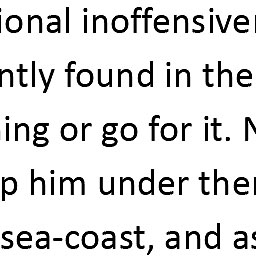 ional inoffensiver
ntly found in the
ing or go for it. N
p him under ther
sea-coast, and as